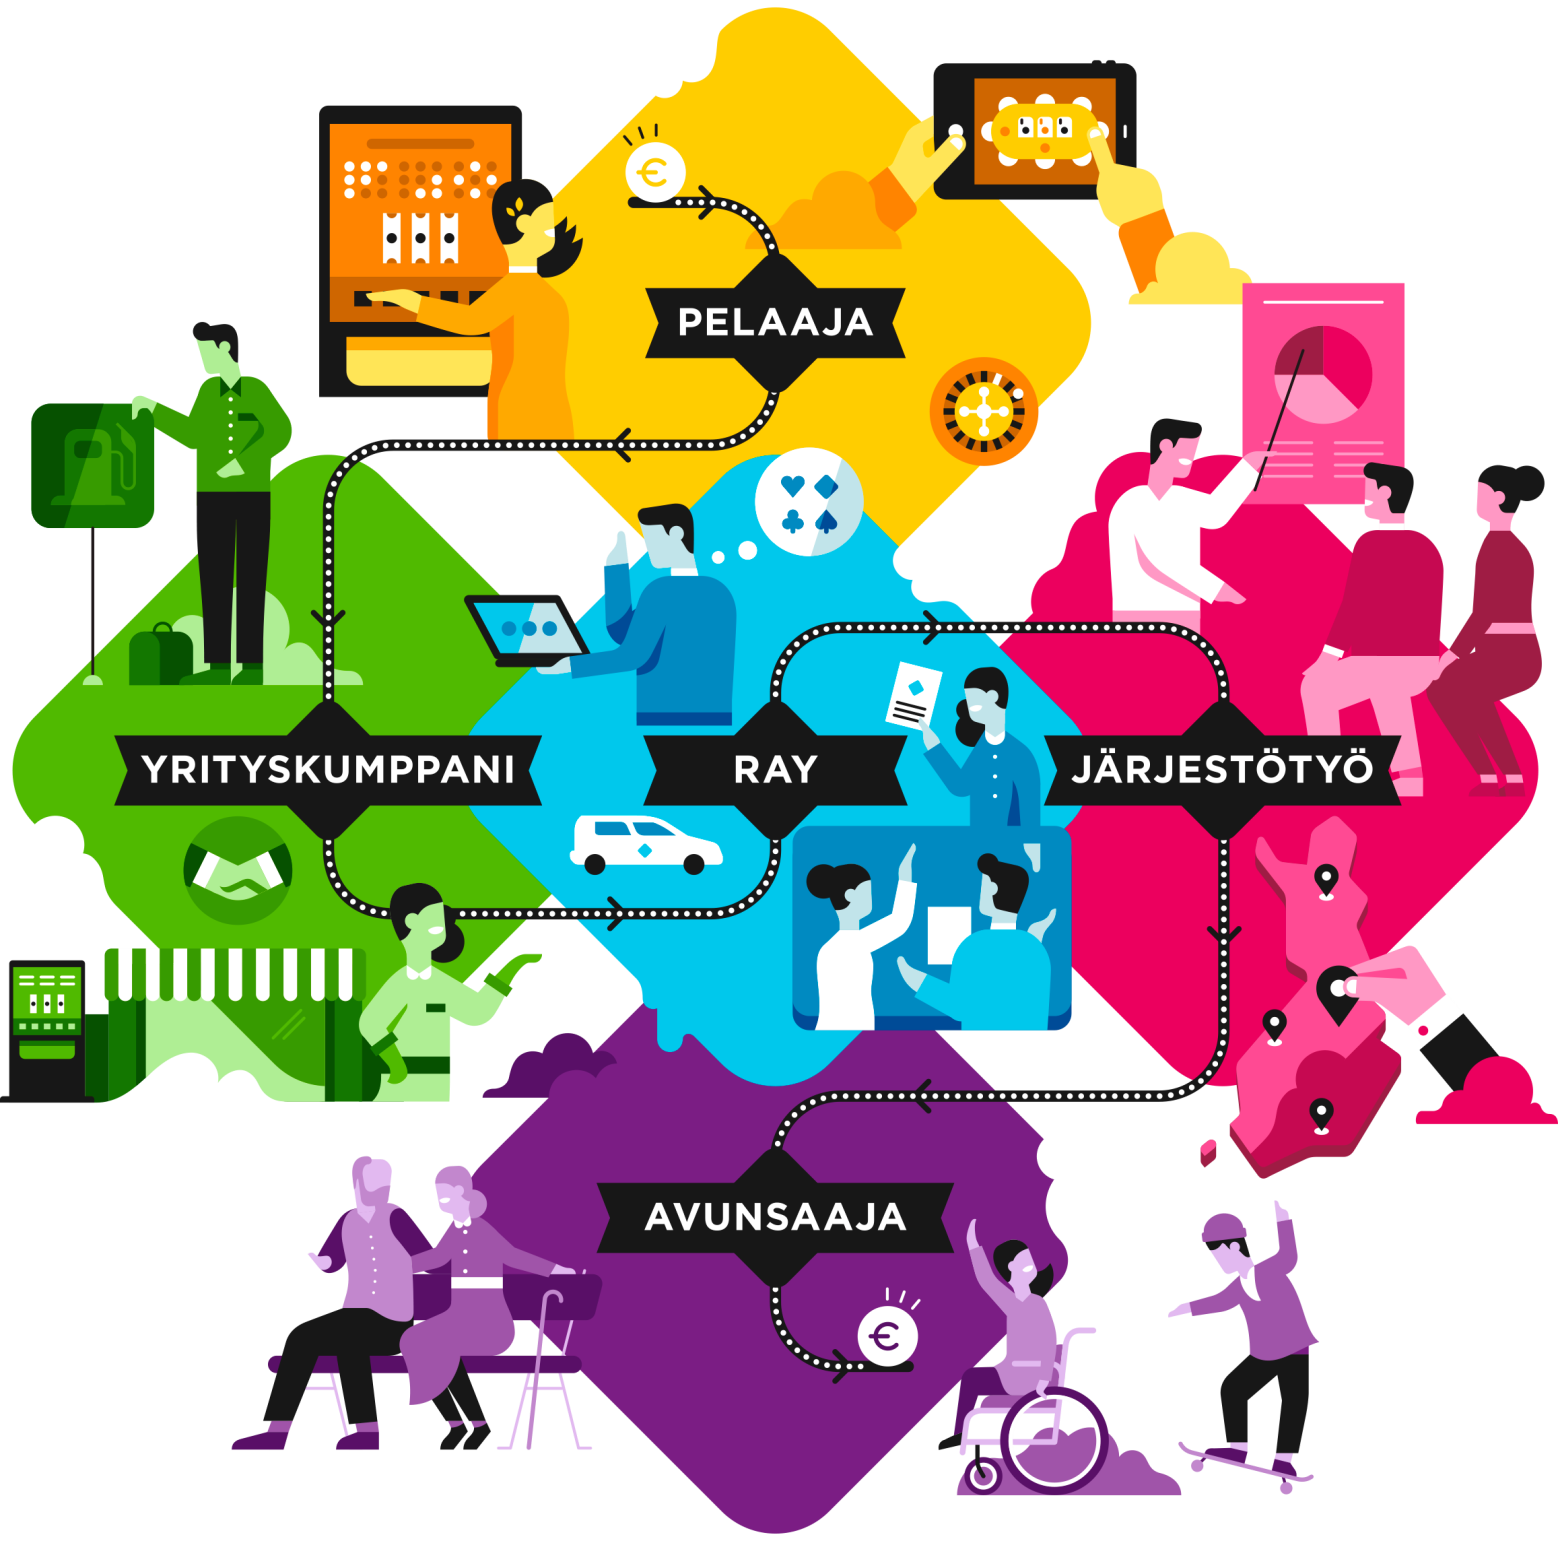 PELAAJA
YRITYSKUMPPANI
RAY
JÄRJESTÖTYÖ
AVUNSAAJA